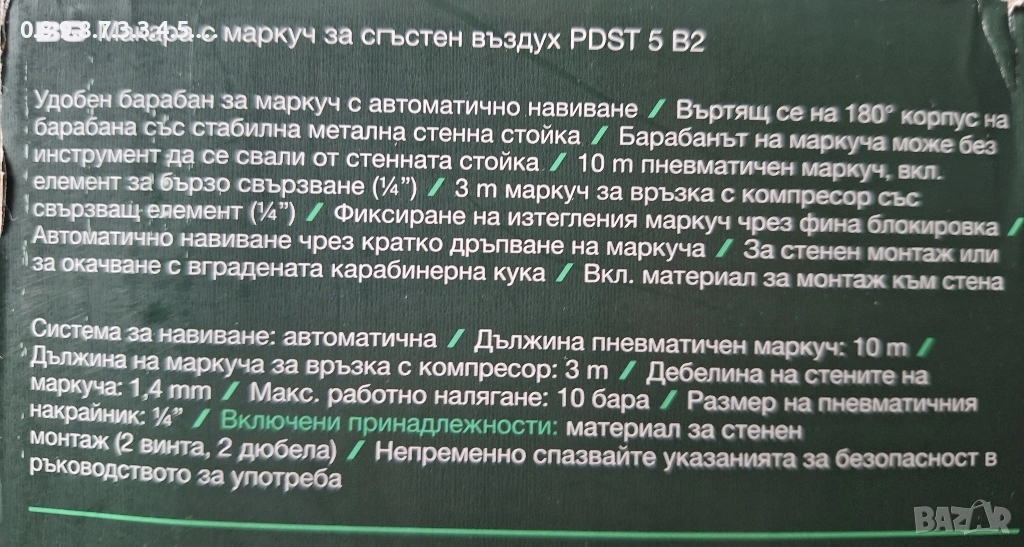 BG Макара с маркуч за сгъстен въздух PDST 5 B2
Удобен барабан за маркуч с автоматично навиване / Въртящ се на 180° корпус на
барабана със стабилна метална стенна стойка / Барабанът на маркуча може без
инструмент да се свали от стенната стойка / 10 m пневматичен маркуч, вкл.
елемент за бързо свързване (¼”) / 3 m маркуч за връзка с компресор със
свързващ елемент (¼”) / Фиксиране на изтегления маркуч чрез фина блокировка /
Автоматично навиване чрез кратко дръпване на маркуча / За стенен монтаж или
за окачване с вградената карабинерна кука / Вкл. материал за монтаж към стена
Система за навиване: автоматична / Дължина пневматичен маркуч: 10 m /
Дължина на маркуча за връзка с компресор: 3 m / Дебелина на стените на
маркуча: 1,4 mm / Макс. работно налягане: 10 бара / Размер на пневматичния
накрайник: ¼” / Включени принадлежности: материал за стенен
монтаж (2 винта, 2 дюбела) / Непременно спазвайте указанията за безопасност в
ръководството за употреба
BAZAR